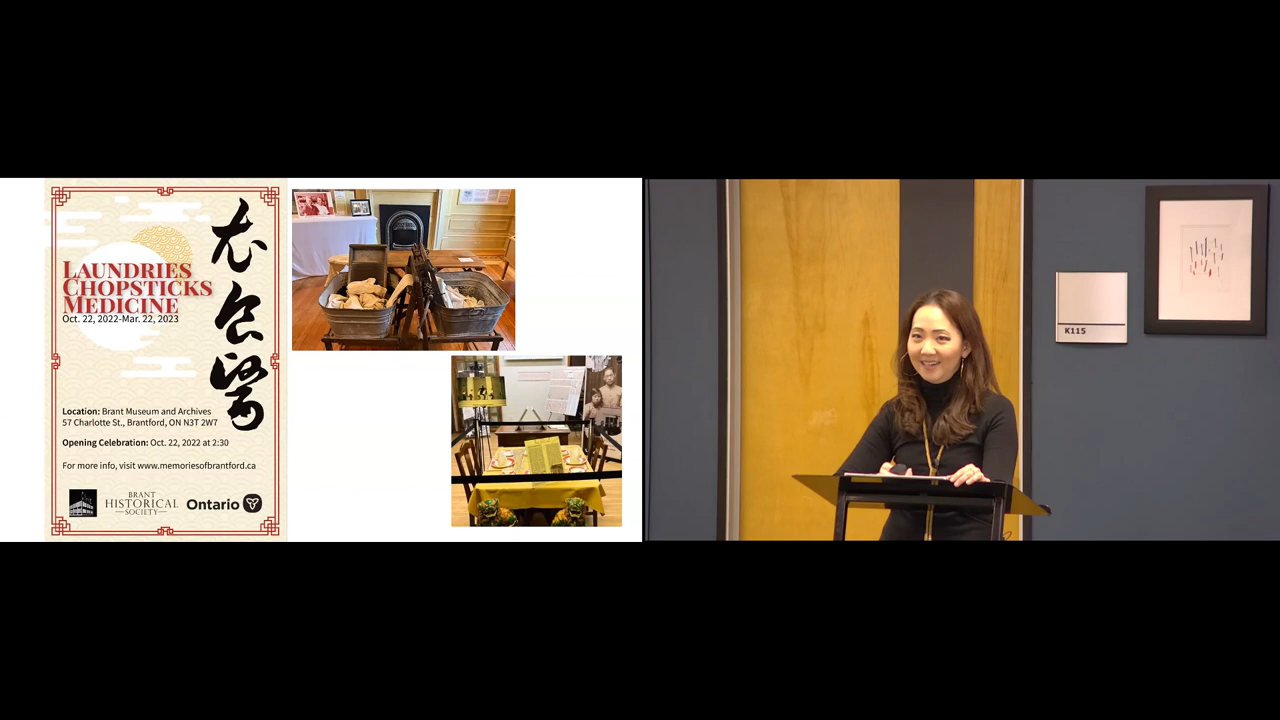 LAUNDRIES
CHOPSTICKS
MEDICINE
Oct. 22, 2022-Mar. 22, 2023
衣
食
醫
Location: Brant Museum and Archives
57 Charlotte St., Brantford, ON N3T 2W7
Opening Celebration: Oct. 22, 2022 at 2:30
For more info, visit www.memoriesofbrantford.ca
BRANT
HISTORICAL
SOCIETY
Ontario
K115